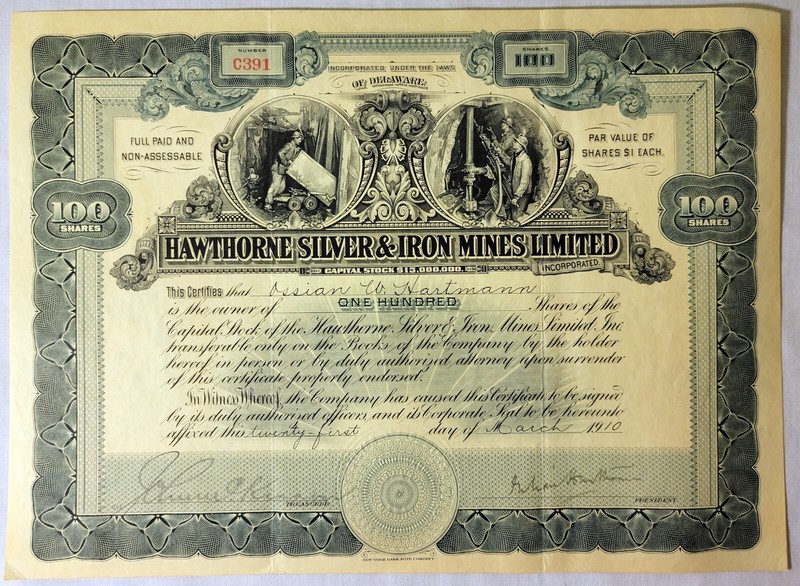 NUMBER
C391
SHARES
100
INCORPORATED UNDER THE LAWS
OF DELAWARE
FULL PAID AND
NON-ASSESSABLE
PAR VALUE OF
SHARES $1 EACH.
100
SHARES
100
SHARES
HAWTHORNE SILVER & IRON MINES LIMITED
CAPITAL STOCK $15,000,000.
INCORPORATED.
This Certifies that Ossian W. Hartmann
is the owner of ONE HUNDRED Shares of the
Capital Stock of the Hawthorne Silver & Iron Mines Limited, Inc.
transferable only on the Books of the Company by the holder
hereof in person or by duly authorized attorney upon surrender
of this certificate properly endorsed.
In Witness Whereof, the Company has caused this Certificate to be signed
by its duly authorized officers, and its Corporate Seal to be hereunto
affixed this twenty-first day of March 1910
TREASURER
PRESIDENT
NEW YORK BANK NOTE COMPANY